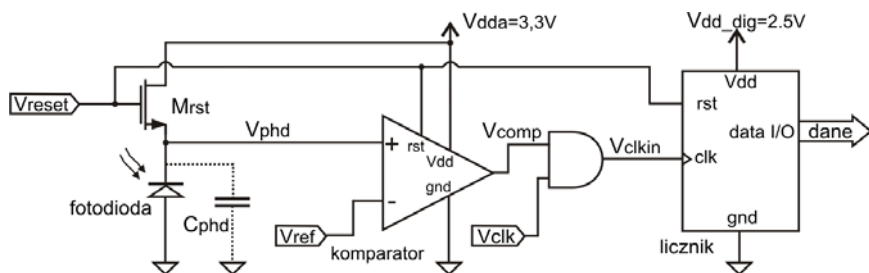 Vdda=3,3V
Vdd_dig=2.5V
Vreset
Mrst
Vphd
rst
Vdd
gnd
Vcomp
Vclkin
Vdd
rst
data I/O
dane
clk
gnd
fotodioda
Cphd
Vref
komparator
Vclk
licznik
+
-